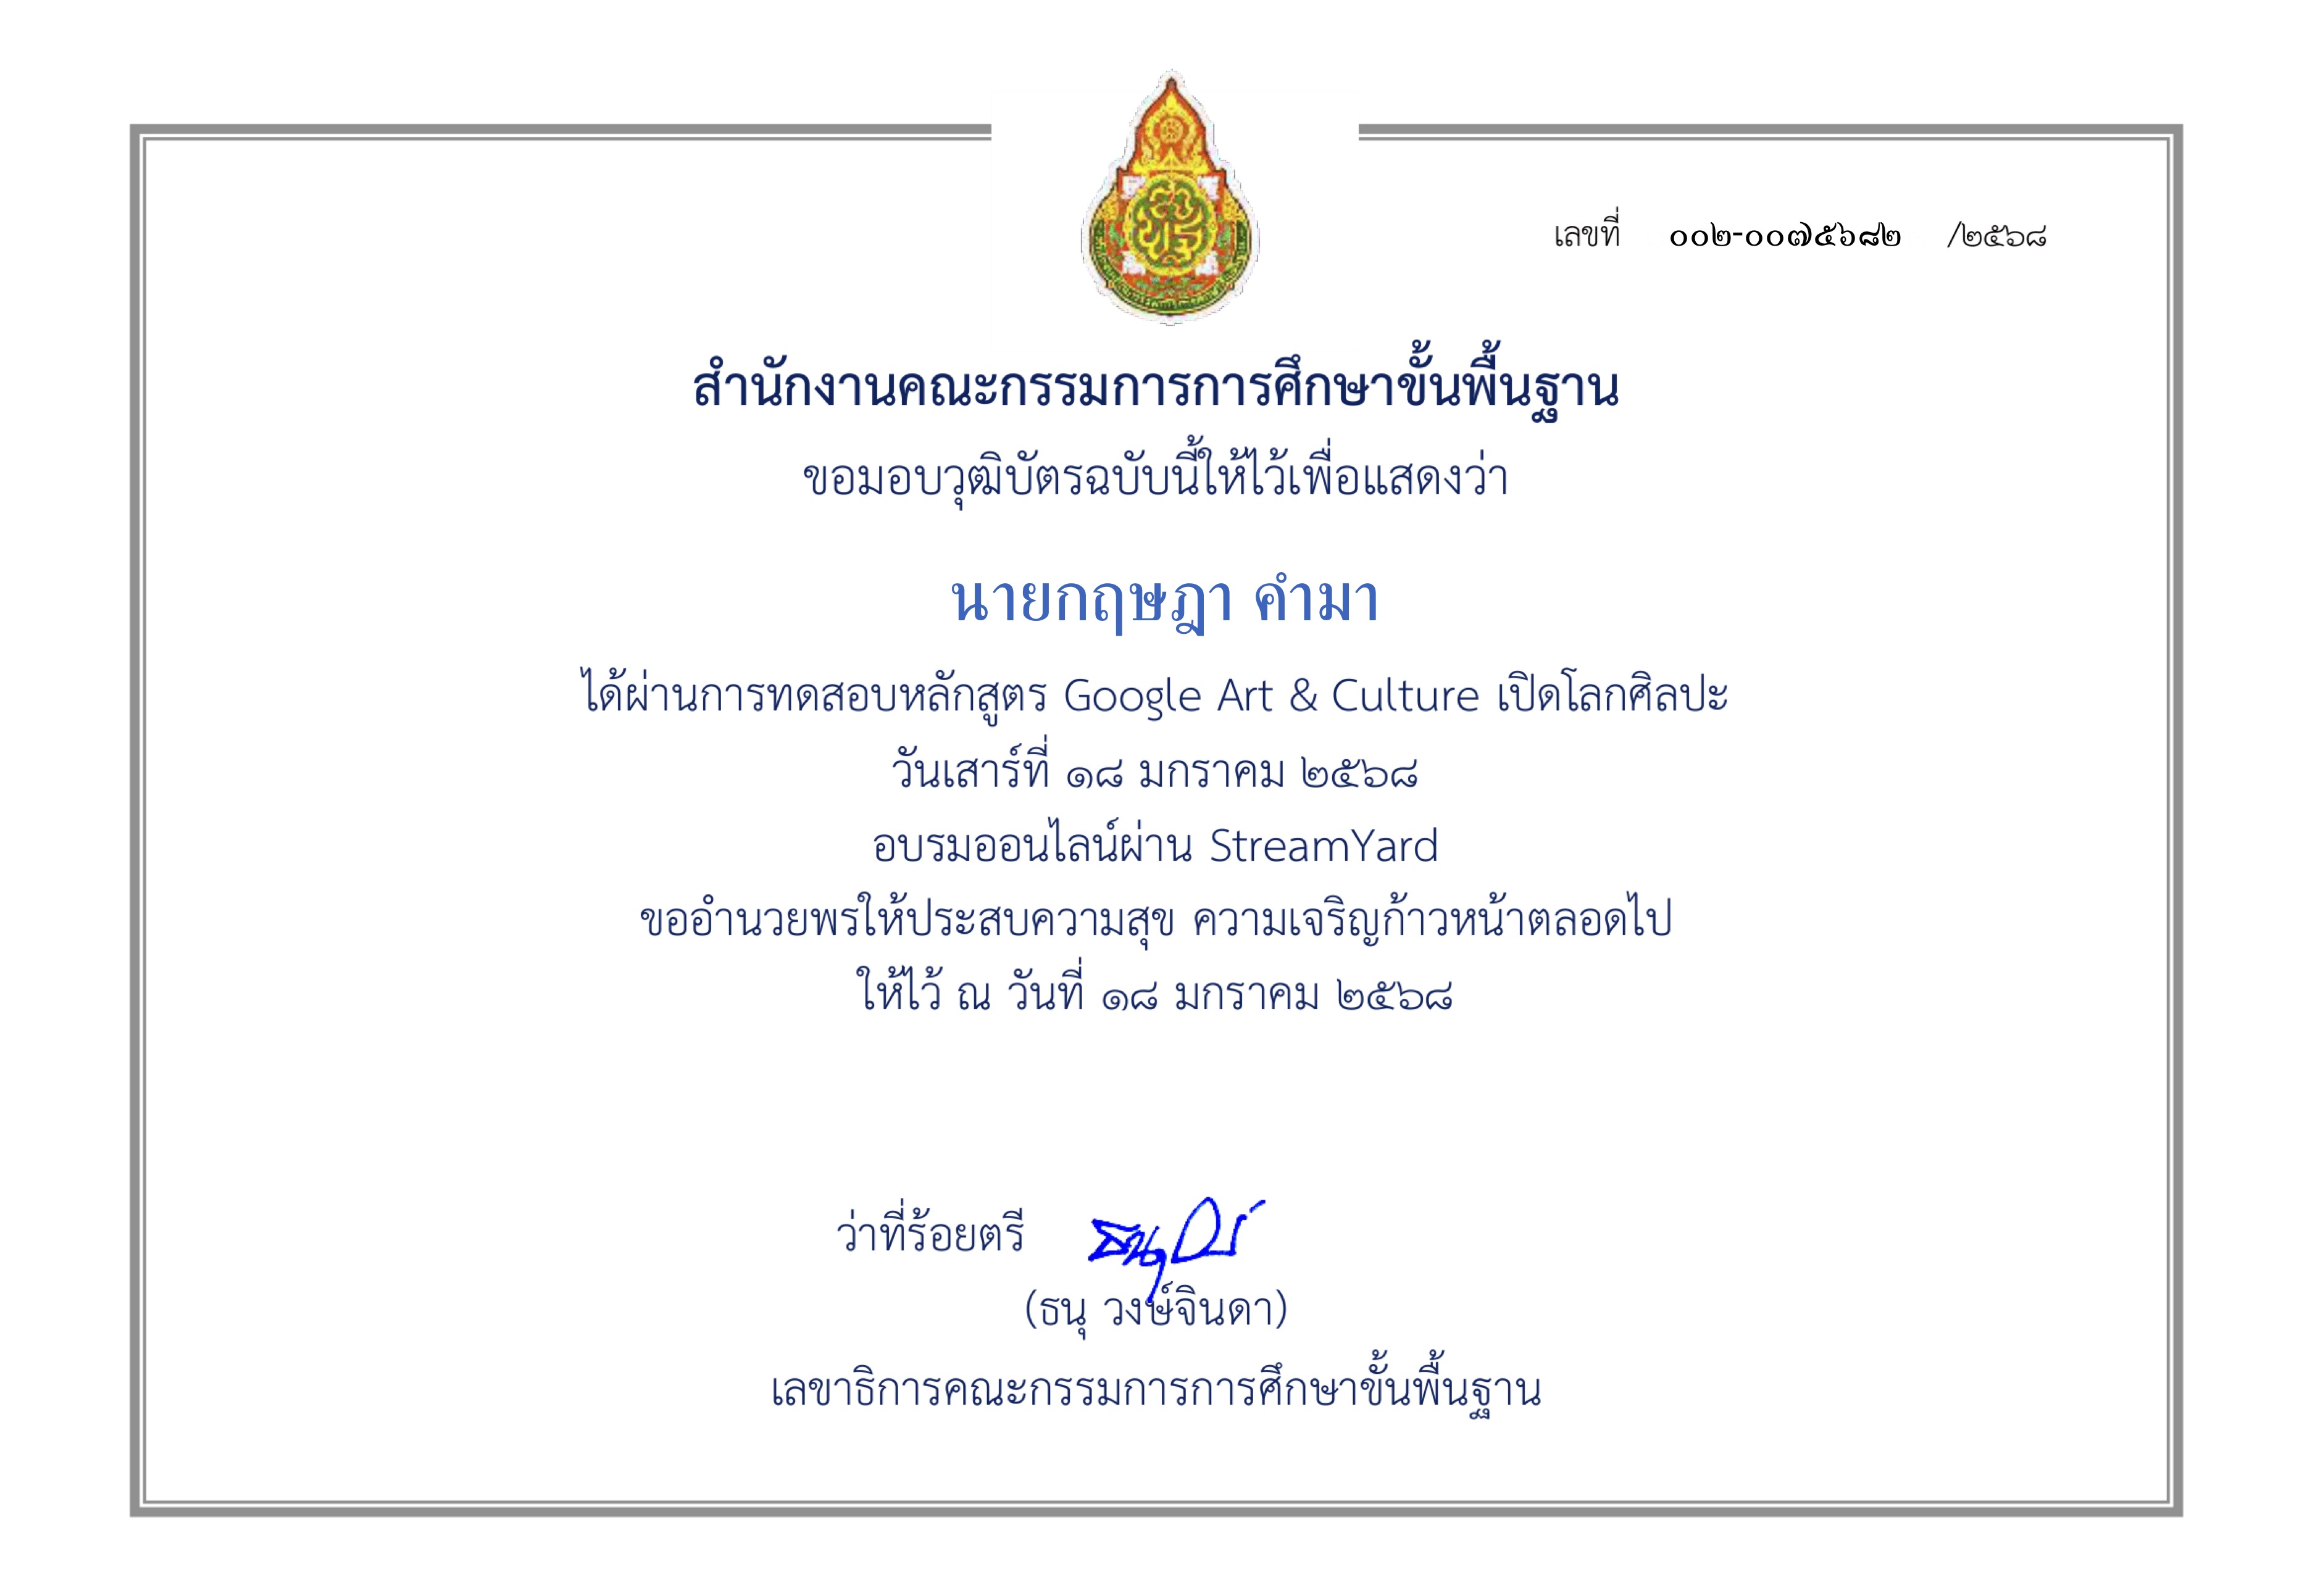 เลขที่ ๐๐๒-๐๐๗๕๖๘๒ /๒๕๖๘
สำนักงานคณะกรรมการการศึกษาขั้นพื้นฐาน
ขอมอบวุฒิบัตรฉบับนี้ให้ไว้เพื่อแสดงว่า
นายกฤษฎา คำมา
ได้ผ่านการทดสอบหลักสูตร Google Art & Culture เปิดโลกศิลปะ
วันเสาร์ที่ ๑๘ มกราคม ๒๕๖๘
อบรมออนไลน์ผ่าน StreamYard
ขออำนวยพรให้ประสบความสุข ความเจริญก้าวหน้าตลอดไป
ให้ไว้ ณ วันที่ ๑๘ มกราคม ๒๕๖๘
ว่าที่ร้อยตรี
(ธนุ วงษ์จินดา)
เลขาธิการคณะกรรมการการศึกษาขั้นพื้นฐาน